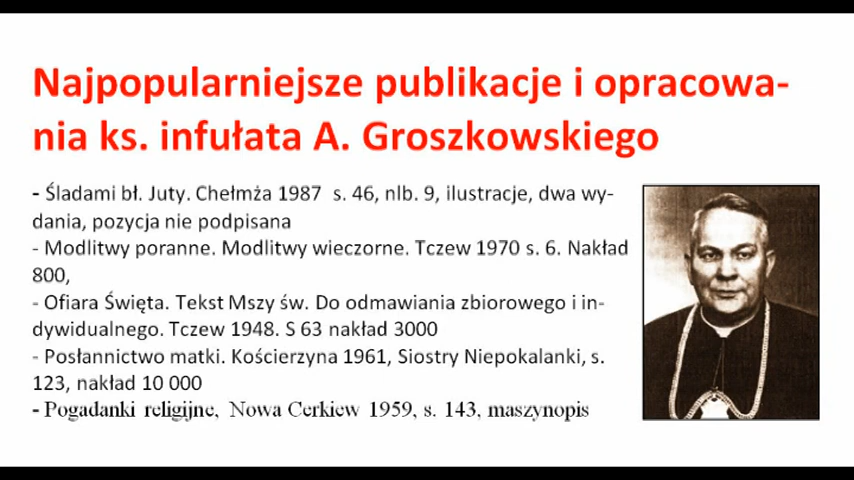 Najpopularniejsze publikacje i opracowa-
nia ks. infułata A. Groszkowskiego
- Śladami bł. Juty. Chełmża 1987 s. 46, nlb. 9, ilustracje, dwa wy-
dania, pozycja nie podpisana
- Modlitwy poranne. Modlitwy wieczorne. Tczew 1970 s. 6. Nakład
800,
- Ofiara Święta. Tekst Mszy św. Do odmawiania zbiorowego i in-
dywidualnego. Tczew 1948. S 63 nakład 3000
- Posłannictwo matki. Kościerzyna 1961, Siostry Niepokalanki, s.
123, nakład 10 000
- Pogadanki religijne, Nowa Cerkiew 1959, s. 143, maszynopis